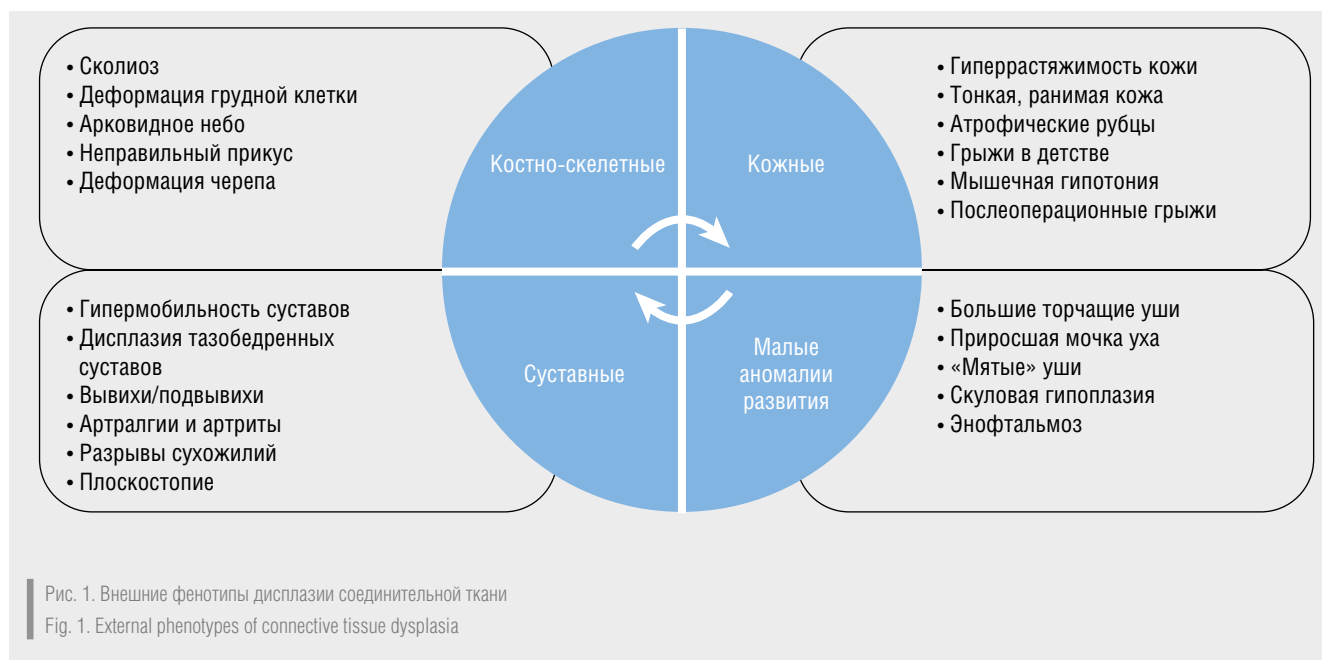 • Сколиоз
• Деформация грудной клетки
• Арковидное небо
• Неправильный прикус
• Деформация черепа
Костно-скелетные
Кожные
• Гиперрастяжимость кожи
• Тонкая, ранимая кожа
• Атрофические рубцы
• Грыжи в детстве
• Мышечная гипотония
• Послеоперационные грыжи
• Гипермобильность суставов
• Дисплазия тазобедренных
суставов
• Вывихи/подвывихи
• Артралгии и артриты
• Разрывы сухожилий
• Плоскостопие
Суставные
Малые
аномалии
развития
• Большие торчащие уши
• Приросшая мочка уха
• «Мятые» уши
• Скуловая гипоплазия
• Энофтальмоз
Рис. 1. Внешние фенотипы дисплазии соединительной ткани
Fig. 1. External phenotypes of connective tissue dysplasia